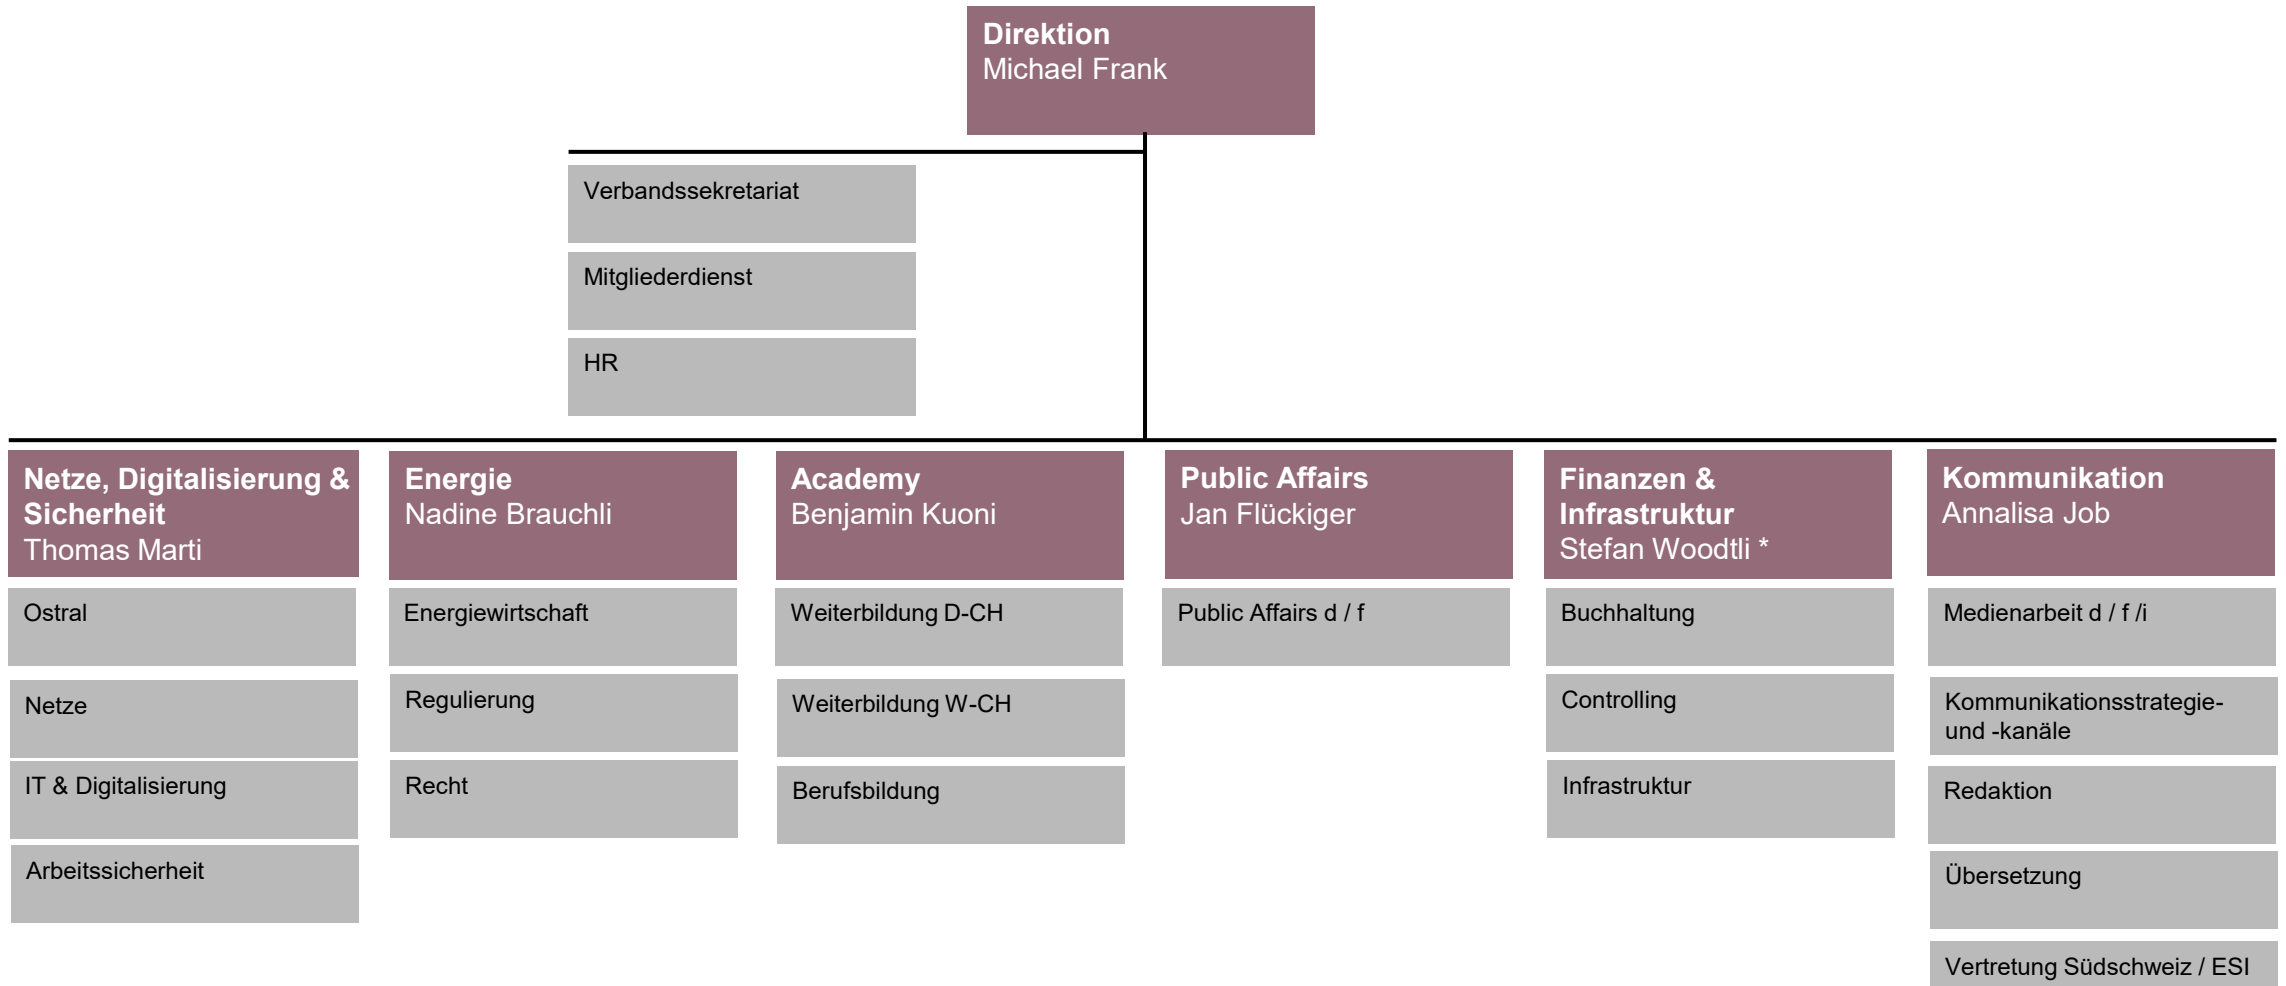 Direktion
Michael Frank
Verbandssekretariat
Mitgliederdienst
HR
Netze, Digitalisierung &
Sicherheit
Thomas Marti
Ostral
Netze
IT & Digitalisierung
Arbeitssicherheit
Energie
Nadine Brauchli
Energiewirtschaft
Regulierung
Recht
Academy
Benjamin Kuoni
Weiterbildung D-CH
Weiterbildung W-CH
Berufsbildung
Public Affairs
Jan Flückiger
Public Affairs d / f
Finanzen &
Infrastruktur
Stefan Woodtli *
Buchhaltung
Controlling
Infrastruktur
Kommunikation
Annalisa Job
Medienarbeit d / f /i
Kommunikationsstrategie-
und -kanäle
Redaktion
Übersetzung
Vertretung Südschweiz / ESI